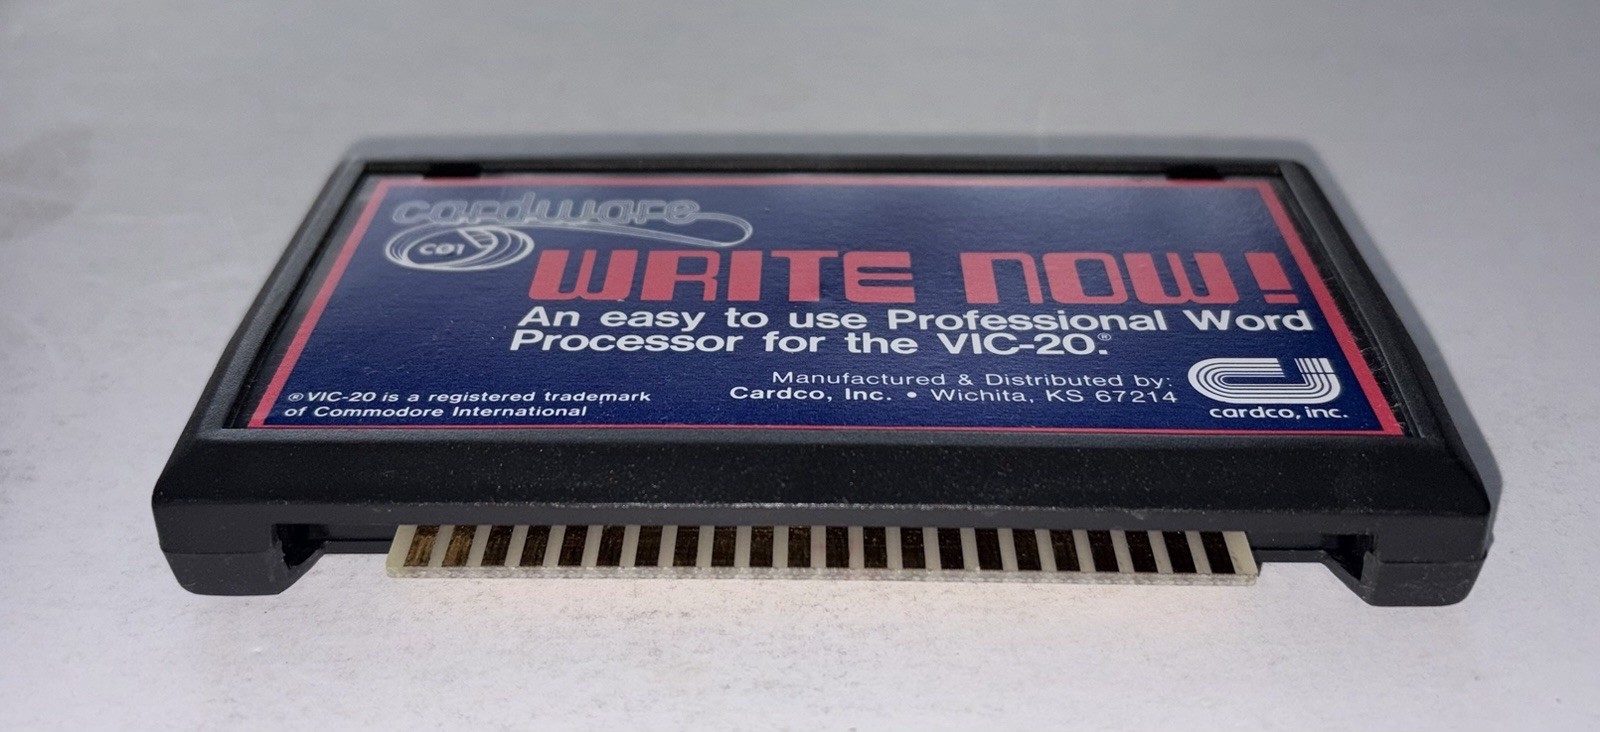 cardware
C01
WRITE NOW!
An easy to use Professional Word
Processor for the VIC-20.®
Manufactured & Distributed by:
Cardco, Inc. • Wichita, KS 67214
®VIC-20 is a registered trademark
of Commodore International
cardco, inc.